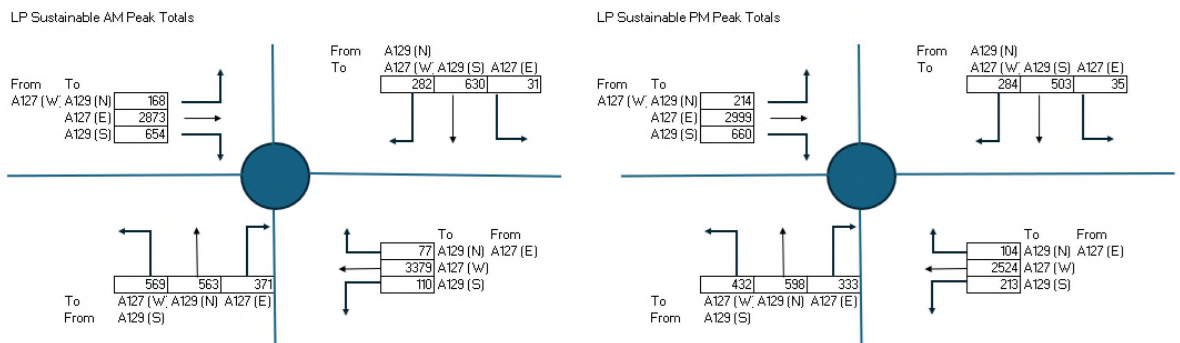 LP Sustainable AM Peak Totals
From A129 (N)
To A127 (W) A129 (S) A127 (E)
282 630 31
From To
A127 (W) A129 (N) 168
A127 (E) 2873
A129 (S) 654
To From
77 A129 (N) A127 (E)
3379 A127 (W)
110 A129 (S)
569 563 371
To A127 (W) A129 (N) A127 (E)
From A129 (S)
LP Sustainable PM Peak Totals
From A129 (N)
To A127 (W) A129 (S) A127 (E)
284 503 35
From To
A127 (W) A129 (N) 214
A127 (E) 2999
A129 (S) 660
To From
104 A129 (N) A127 (E)
2524 A127 (W)
213 A129 (S)
432 598 333
To A127 (W) A129 (N) A127 (E)
From A129 (S)